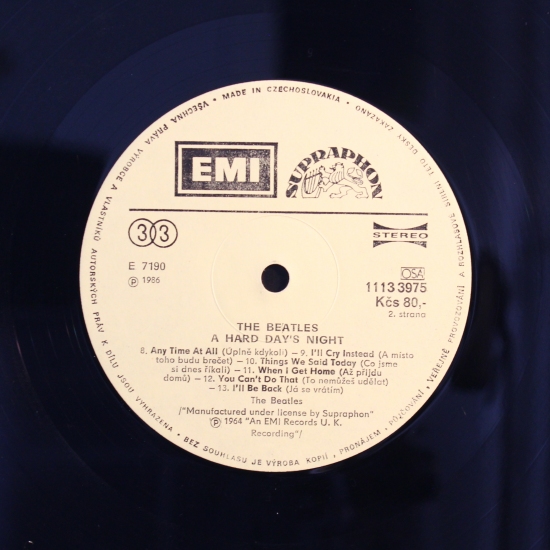 • MADE IN CZECHOSLOVAKIA •
VŠECHNA PRÁVA VÝROBCE A VLASTNÍKŮ AUTORSKÝCH PRÁV K DÍLU JSOU VYHRAZENA • BEZ SOUHLASU JE VÝROBA KOPIÍ, PRONÁJEM, PŮJČOVÁNÍ, VEŘEJNÉ PROVOZOVÁNÍ A ROZHLASOVÉ ŠÍŘENÍ TÉTO DESKY ZAKÁZÁNO
EMI SUPRAPHON
33
STEREO
E 7190
Ⓟ 1986
OSA
1113 3975
Kčs 80,-
2. strana
THE BEATLES
A HARD DAY'S NIGHT
8. Any Time At All (Úplně kdykoli) — 9. I'll Cry Instead (A místo
toho budu brečet) — 10. Things We Said Today (Co jsme
si dnes říkali) — 11. When I Get Home (Až přijdu
domů) — 12. You Can't Do That (To nemůžeš udělat)
— 13. I'll Be Back (Já se vrátím)
The Beatles
/"Manufactured under license by Supraphon"
Ⓟ 1964 "An EMI Records U. K.
Recording"/